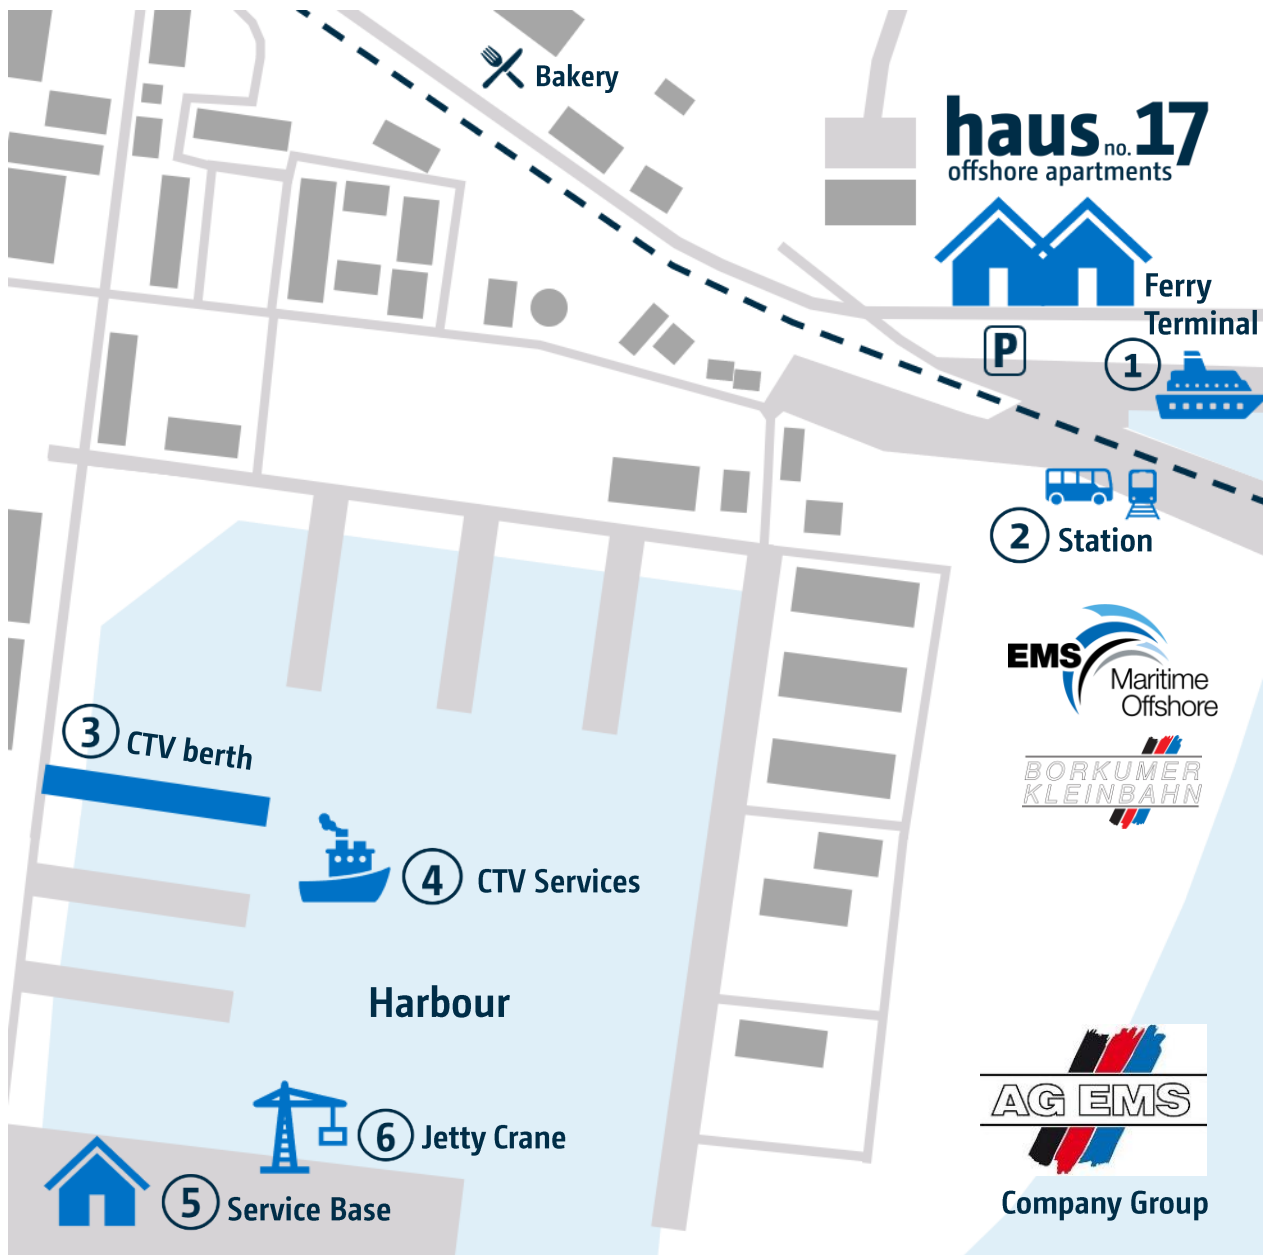 Bakery
haus no. 17
offshore apartments
Ferry
Terminal
P
1
2 Station
EMS
Maritime
Offshore
3 CTV berth
BORKUMER
KLEINBAHN
4 CTV Services
Harbour
AG EMS
6 Jetty Crane
5 Service Base
Company Group